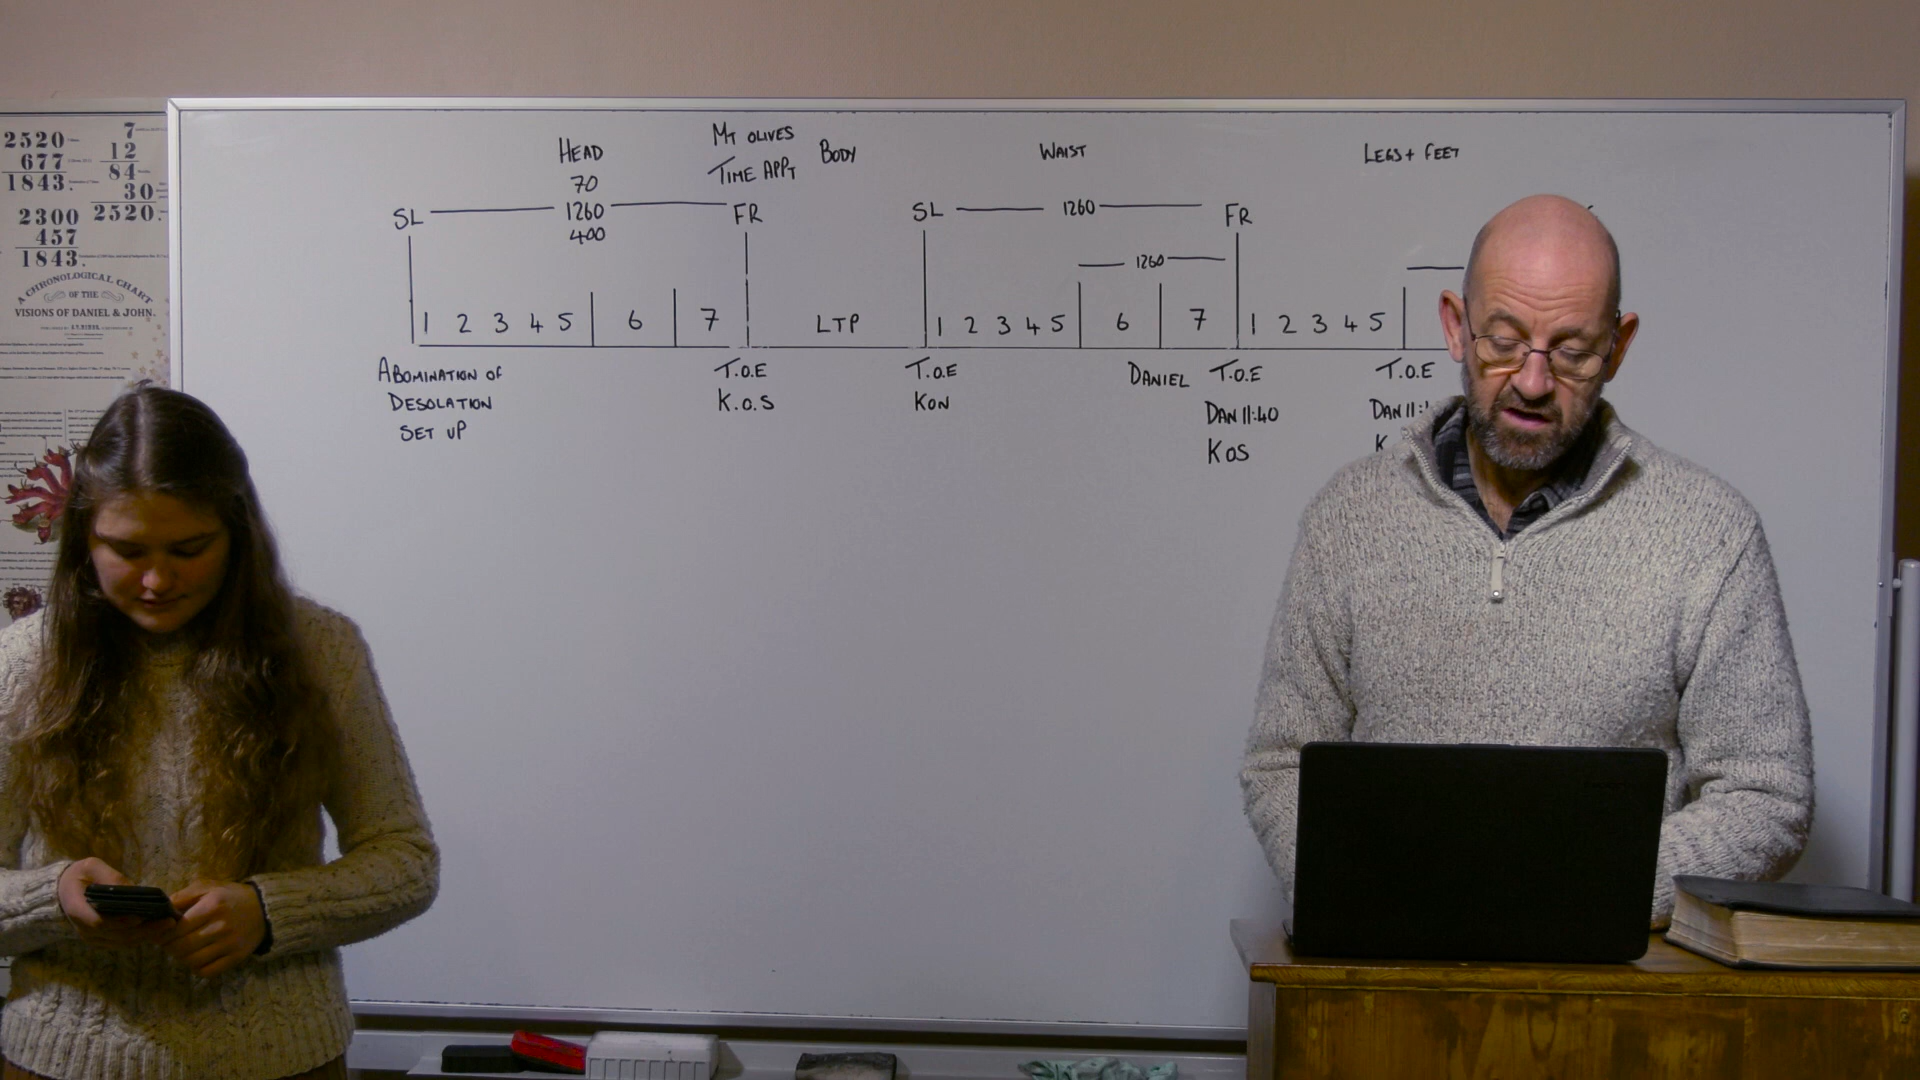 2520
677
1843.
2300
457
1843.
7
12
84
30
2520.
A CHRONOLOGICAL CHART
OF THE
VISIONS OF DANIEL & JOHN.
HEAD
70
MT OLIVES
TIME APPT
BODY
WAIST
LEGS + FEET
SL 1260 FR
400
SL 1260 FR
1260
1 2 3 4 5 6 7 LTP 1 2 3 4 5 6 7 1 2 3 4 5
ABOMINATION OF
DESOLATION
SET UP
T.O.E
K.O.S
T.O.E
KON
DANIEL
T.O.E
DAN 11:40
KOS
T.O.E
DAN 11:
K